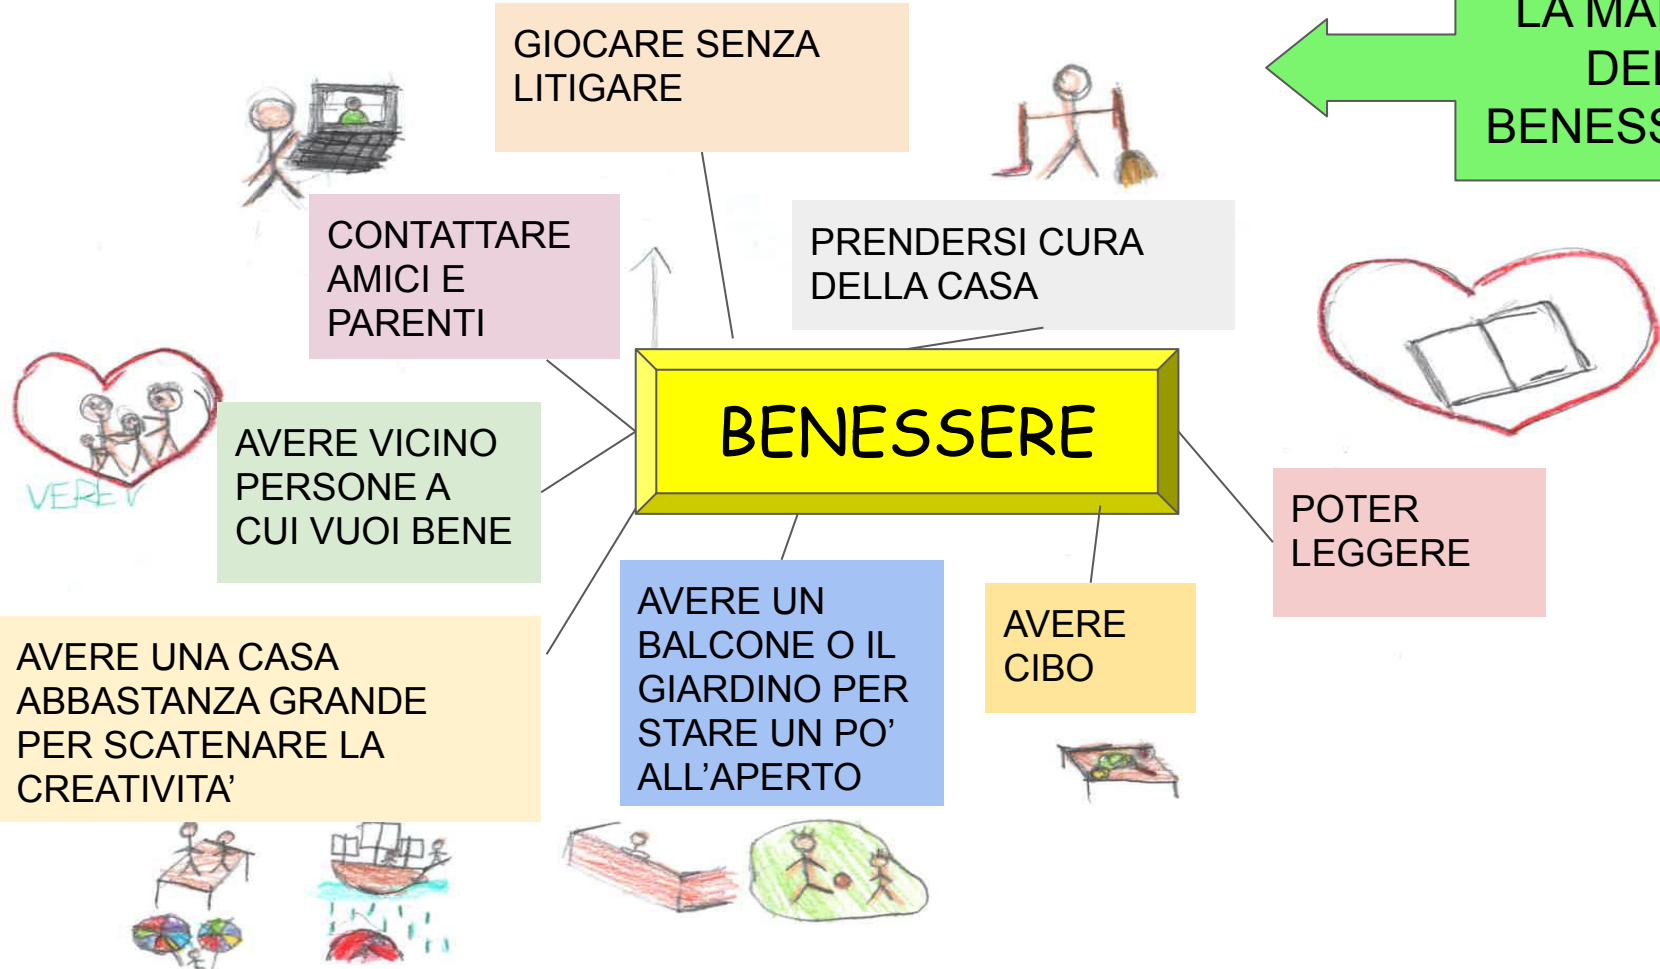 GIOCARE SENZA
LITIGARE
LA MA
DE
BENESS
CONTATTARE
AMICI E
PARENTI
PRENDERSI CURA
DELLA CASA
BENESSERE
AVERE VICINO
PERSONE A
CUI VUOI BENE
POTER
LEGGERE
AVERE UNA CASA
ABBASTANZA GRANDE
PER SCATENARE LA
CREATIVITA’
AVERE UN
BALCONE O IL
GIARDINO PER
STARE UN PO’
ALL’APERTO
AVERE
CIBO